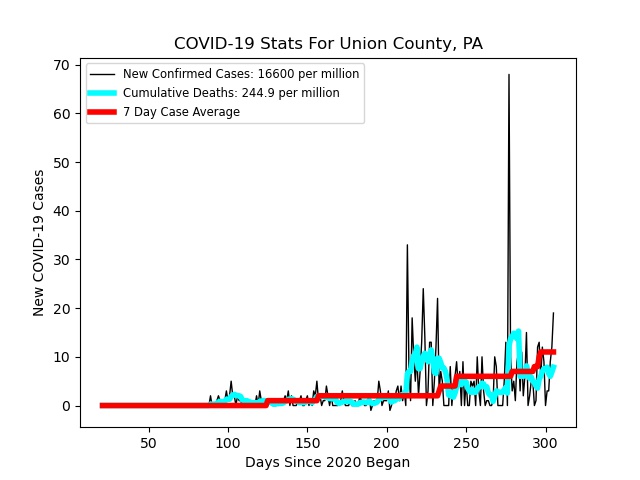 COVID-19 Stats For Union County, PA
New Confirmed Cases: 16600 per million
Cumulative Deaths: 244.9 per million
7 Day Case Average
New COVID-19 Cases
70
60
50
40
30
20
10
0
50 100 150 200 250 300
Days Since 2020 Began